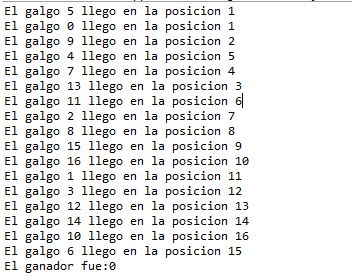 El galgo 5 llego en la posicion 1
El galgo 0 llego en la posicion 1
El galgo 9 llego en la posicion 2
El galgo 4 llego en la posicion 5
El galgo 7 llego en la posicion 4
El galgo 13 llego en la posicion 3
El galgo 11 llego en la posicion 6
El galgo 2 llego en la posicion 7
El galgo 8 llego en la posicion 8
El galgo 15 llego en la posicion 9
El galgo 16 llego en la posicion 10
El galgo 1 llego en la posicion 11
El galgo 3 llego en la posicion 12
El galgo 12 llego en la posicion 13
El galgo 14 llego en la posicion 14
El galgo 10 llego en la posicion 16
El galgo 6 llego en la posicion 15
El ganador fue:0